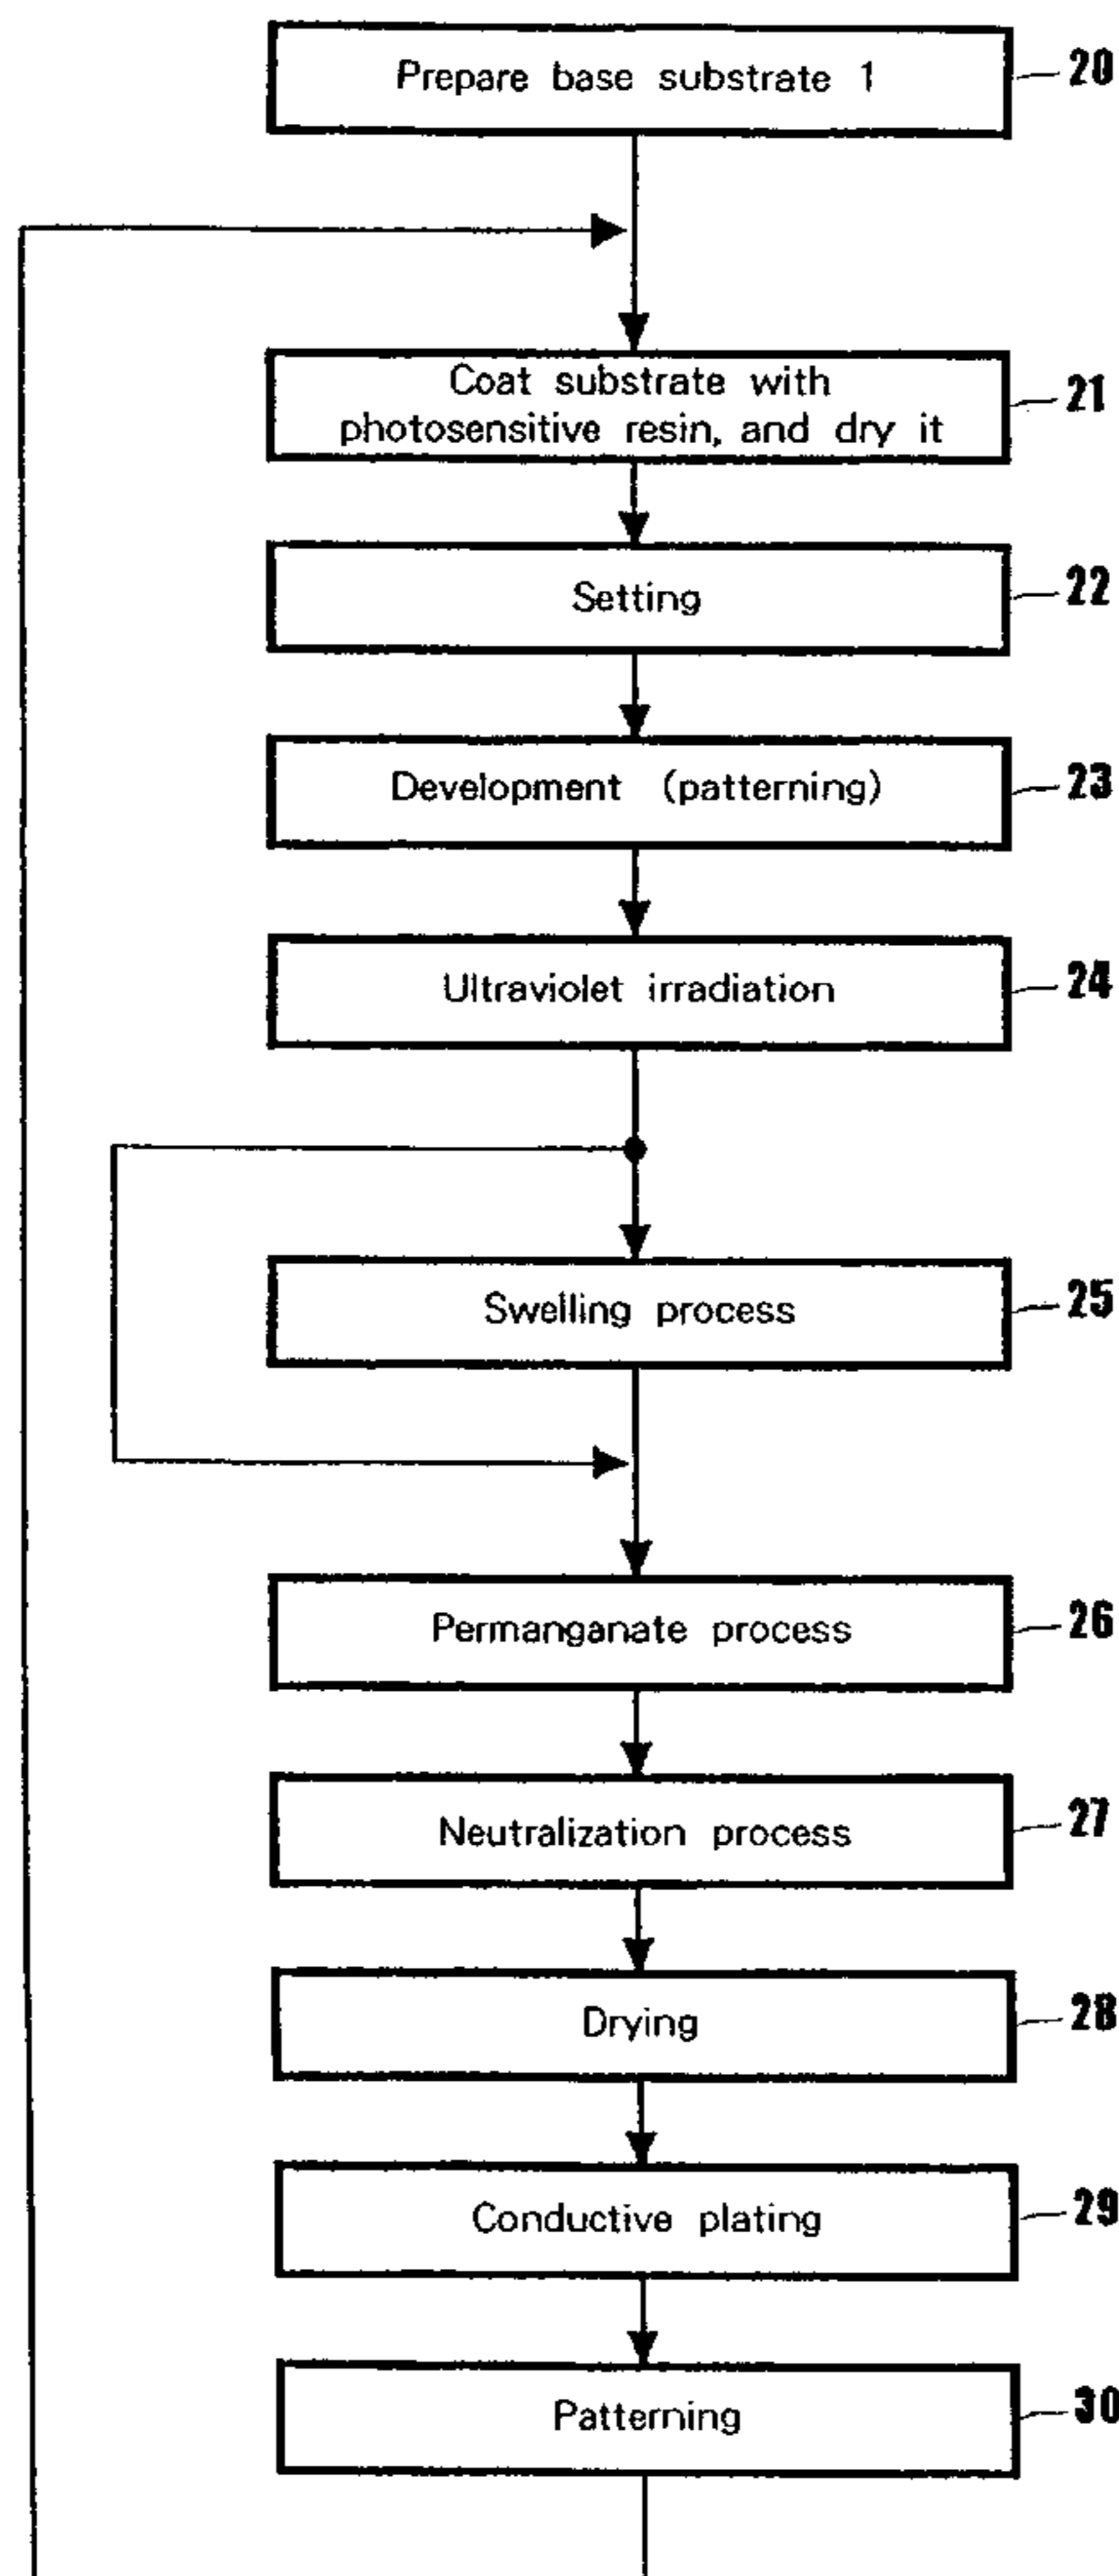 Prepare base substrate 1
20
Coat substrate with
photosensitive resin, and dry it
21
Setting
22
Development (patterning)
23
Ultraviolet irradiation
24
Swelling process
25
Permanganate process
26
Neutralization process
27
Drying
28
Conductive plating
29
Patterning
30